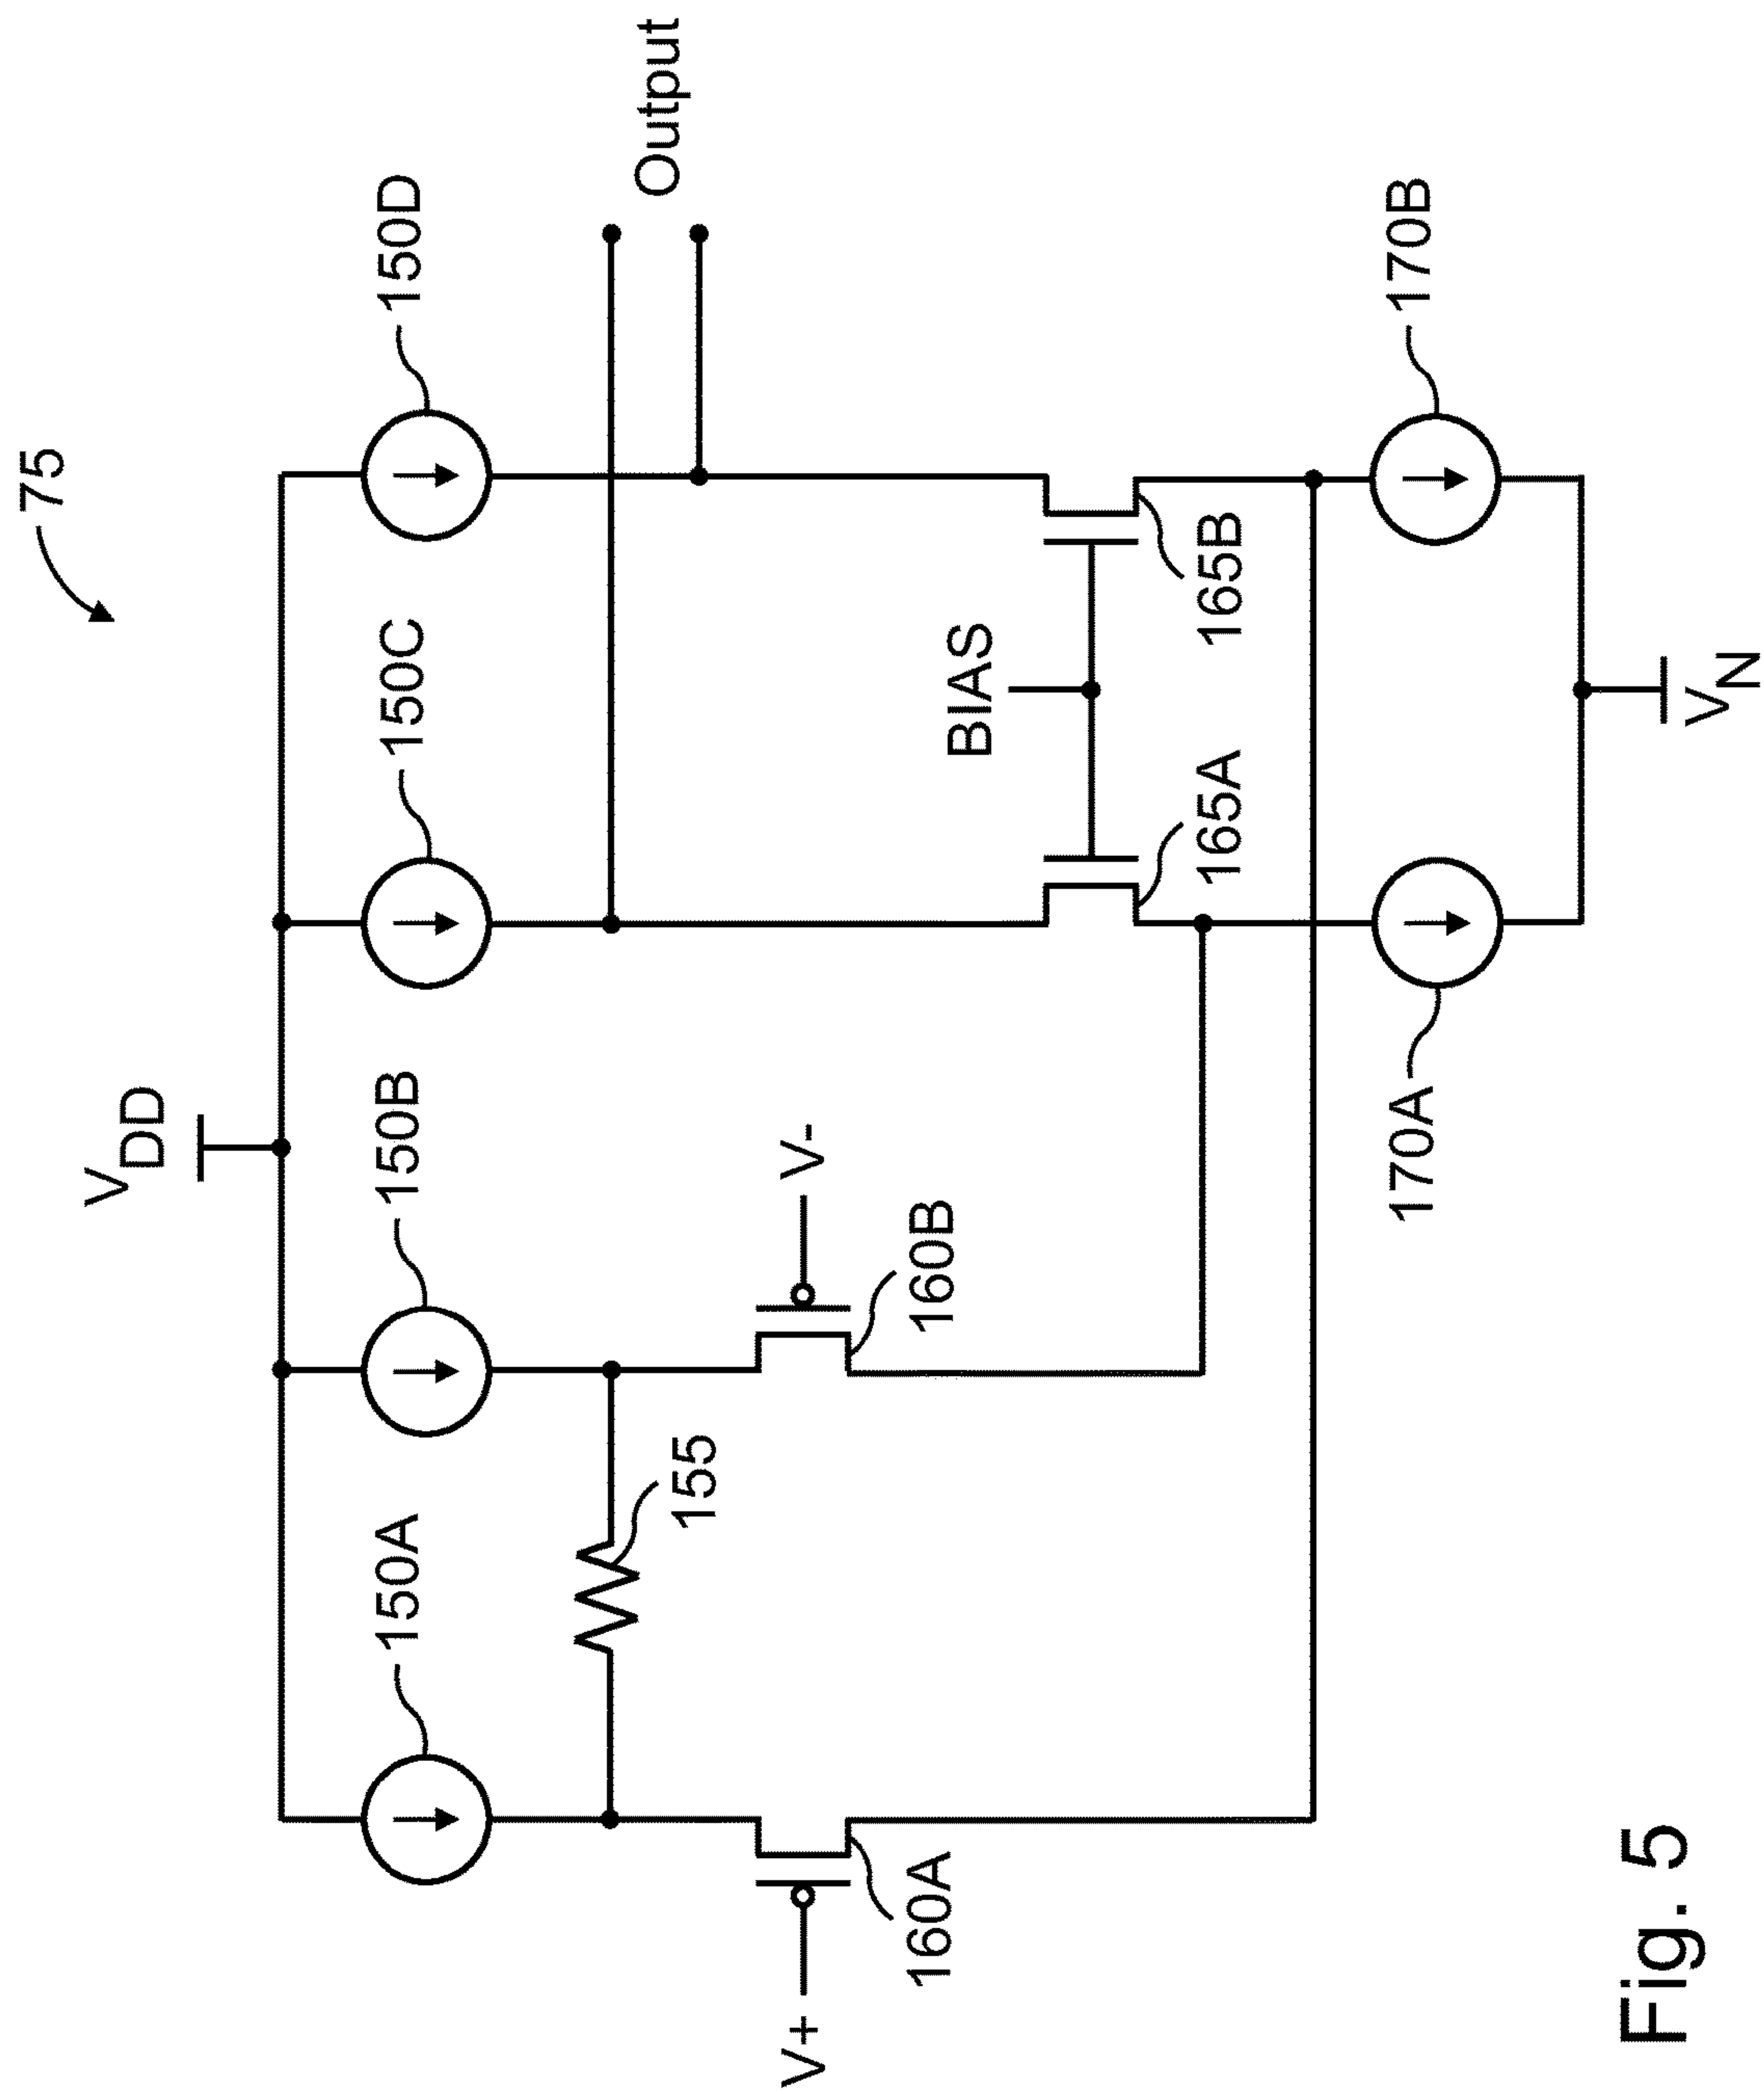 75
VDD
150A
150B
150C
150D
Output
155
V+
V-
160A
160B
BIAS
165A
165B
170A
170B
VN
Fig. 5